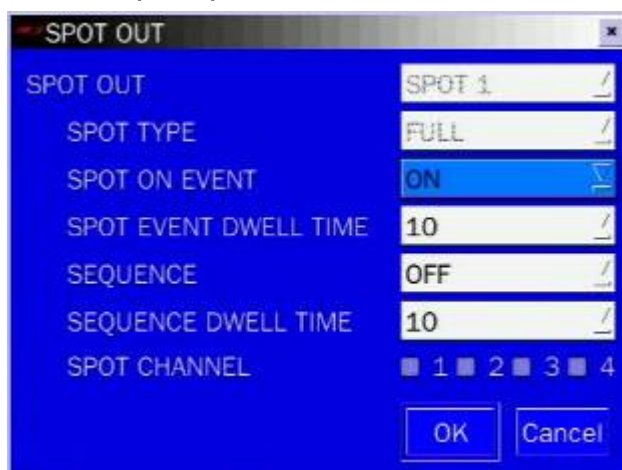 SPOT OUT
SPOT OUT SPOT 1
SPOT TYPE FULL
SPOT ON EVENT ON
SPOT EVENT DWELL TIME 10
SEQUENCE OFF
SEQUENCE DWELL TIME 10
SPOT CHANNEL 1 2 3 4
OK Cancel